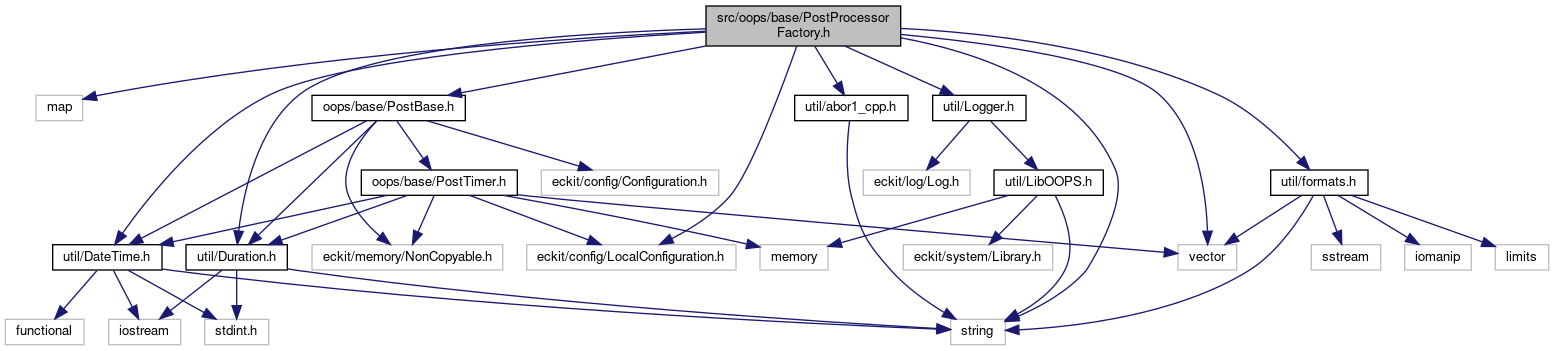 src/oops/base/PostProcessor
Factory.h
map
oops/base/PostBase.h
util/abor1_cpp.h
util/Logger.h
oops/base/PostTimer.h
eckit/config/Configuration.h
eckit/log/Log.h
util/LibOOPS.h
util/formats.h
util/DateTime.h
util/Duration.h
eckit/memory/NonCopyable.h
eckit/config/LocalConfiguration.h
memory
eckit/system/Library.h
vector
sstream
iomanip
limits
functional
iostream
stdint.h
string